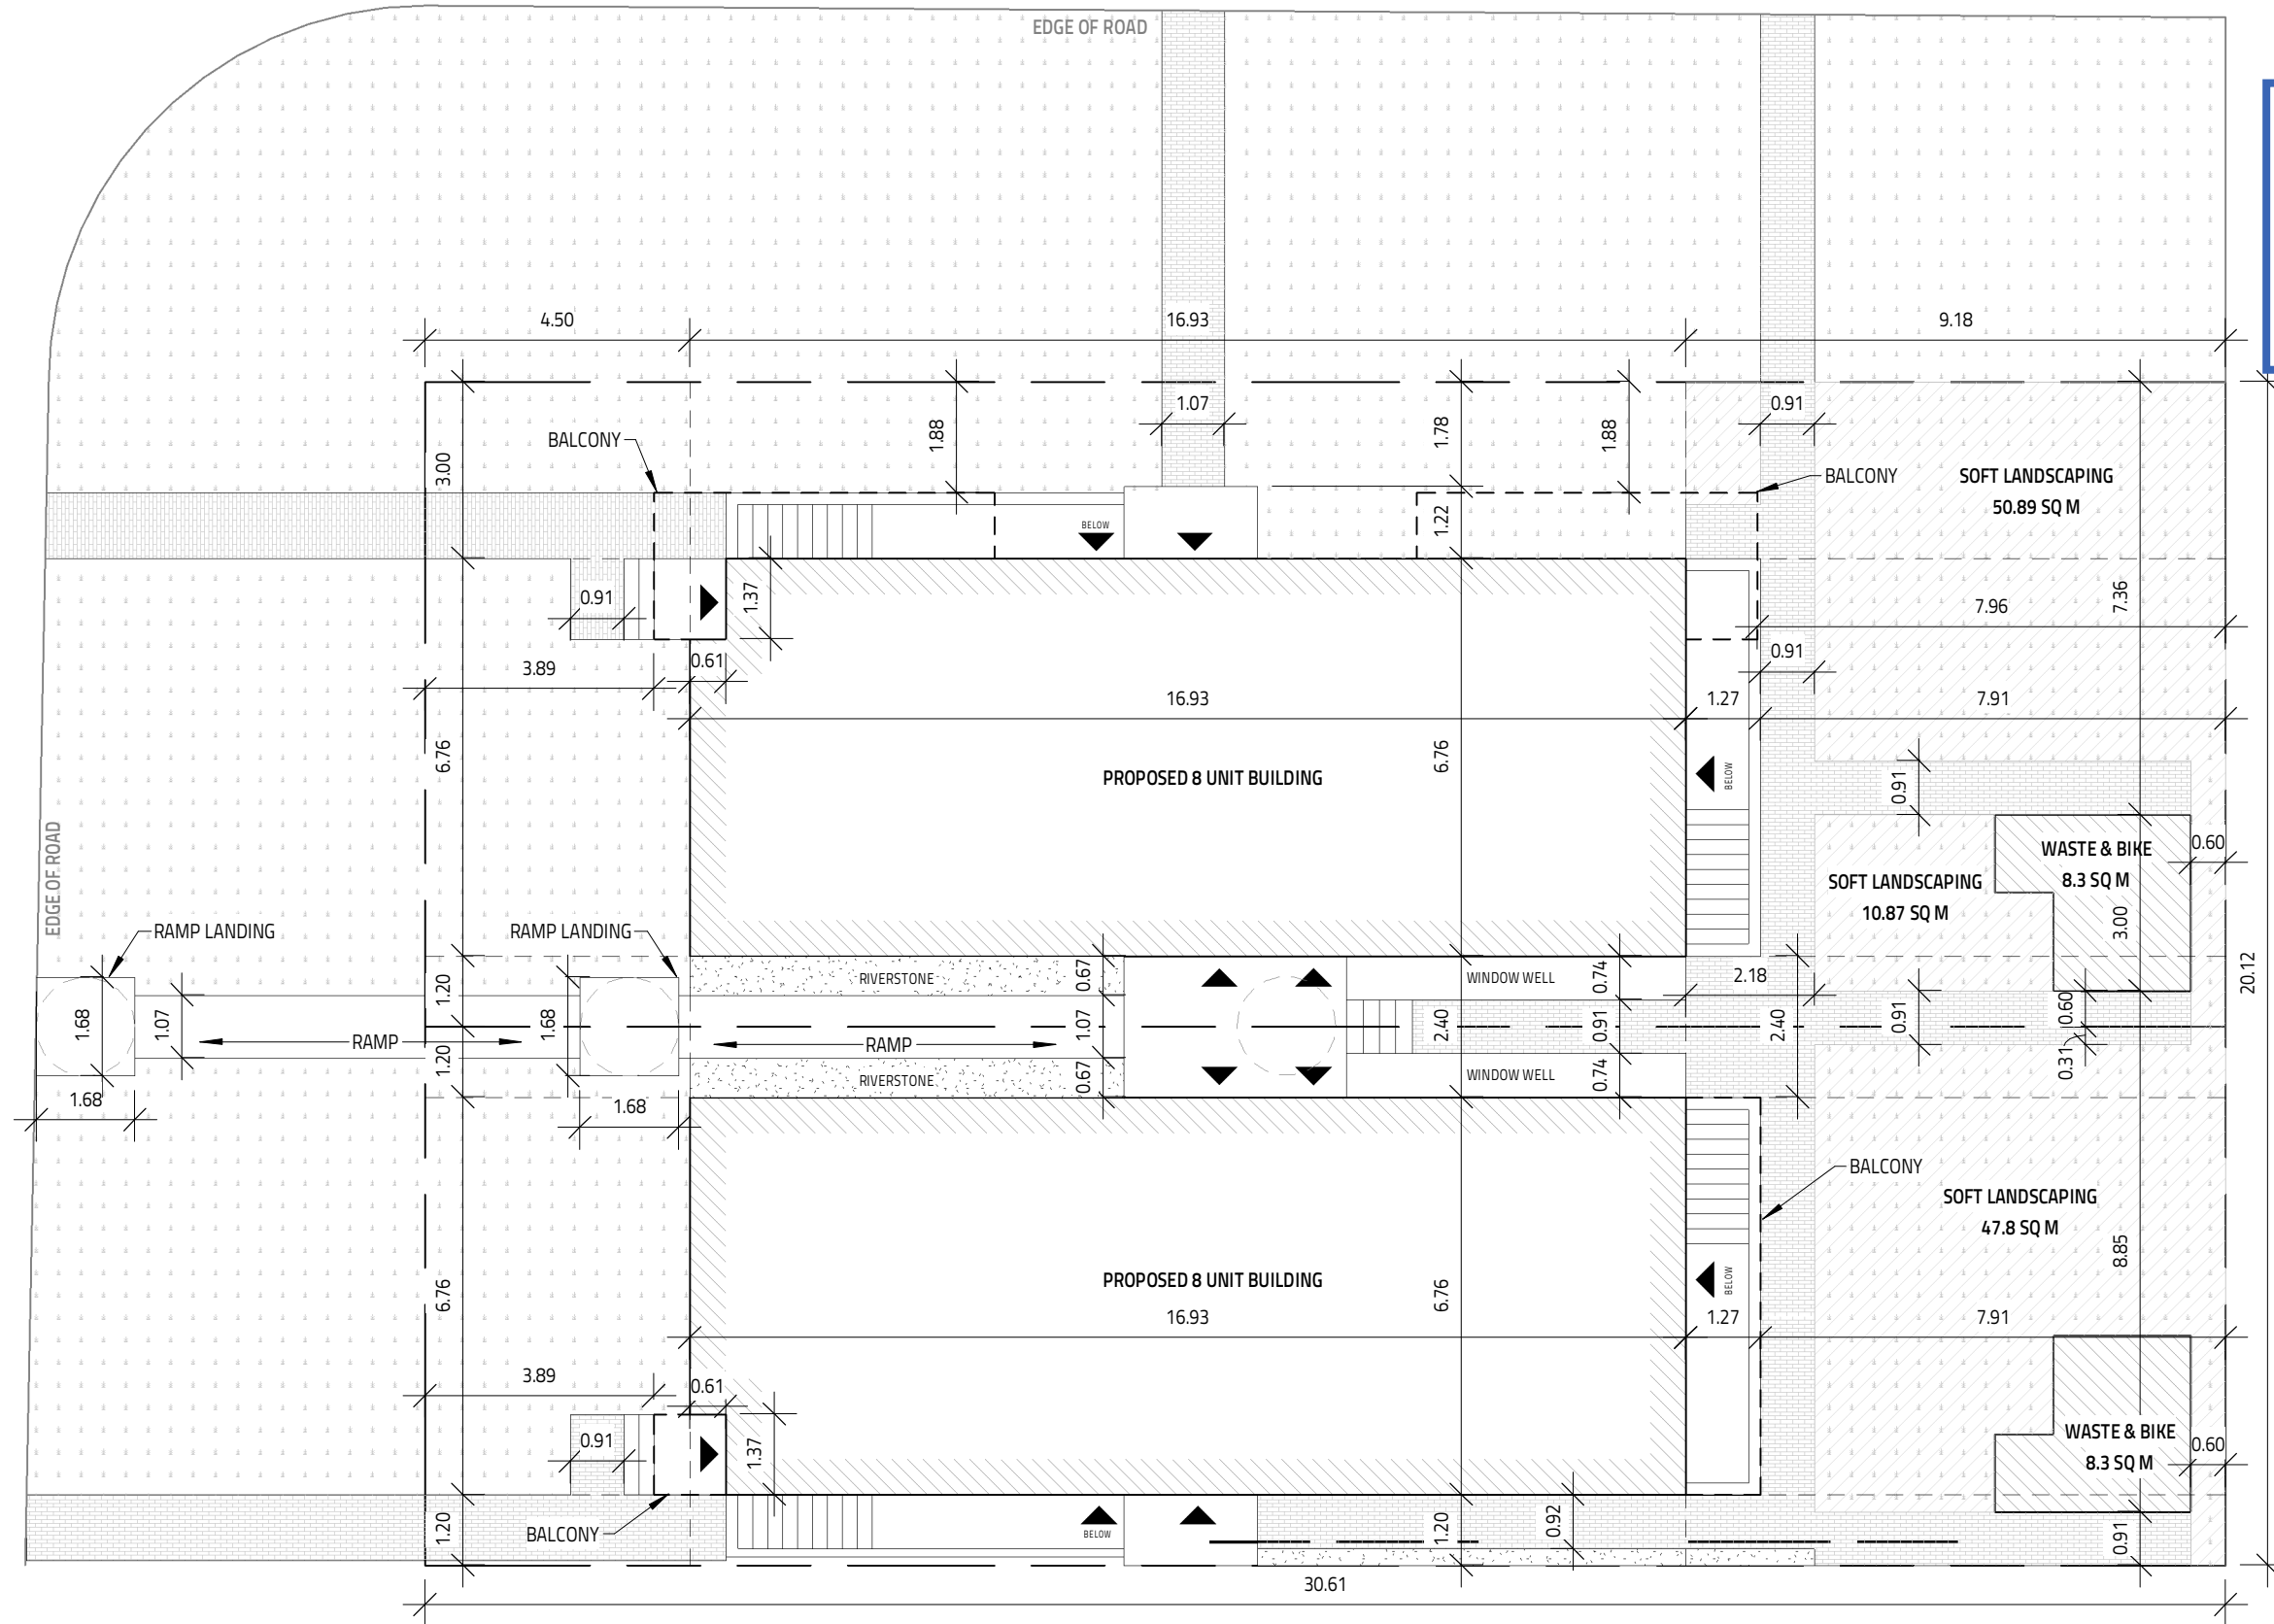 EDGE OF ROAD
4.50
16.93
9.18
1.07
0.91
BALCONY
1.88
1.78
1.88
3.00
BALCONY
SOFT LANDSCAPING
50.89 SQ M
1.22
BELOW
0.91
1.37
7.96
7.36
3.89
0.61
0.91
16.93
1.27
7.91
6.76
6.76
PROPOSED 8 UNIT BUILDING
BELOW
0.91
EDGE OF ROAD
WASTE & BIKE
8.3 SQ M
0.60
SOFT LANDSCAPING
10.87 SQ M
3.00
RAMP LANDING
RAMP LANDING
20.12
1.20
RIVERSTONE
0.67
WINDOW WELL
0.74
2.18
1.68
1.07
1.68
1.07
2.40
0.91
2.40
0.91
0.60
RAMP
RAMP
1.20
RIVERSTONE
0.67
WINDOW WELL
0.74
0.31
1.68
1.68
BALCONY
SOFT LANDSCAPING
47.8 SQ M
8.85
PROPOSED 8 UNIT BUILDING
BELOW
6.76
6.76
16.93
1.27
7.91
3.89
0.61
0.91
1.37
WASTE & BIKE
8.3 SQ M
0.60
1.20
BALCONY
BELOW
1.20
0.92
0.91
30.61